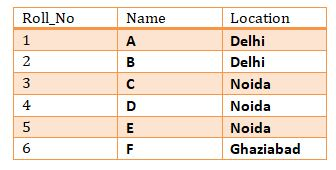 Roll_No Name Location
1 A Delhi
2 B Delhi
3 C Noida
4 D Noida
5 E Noida
6 F Ghaziabad